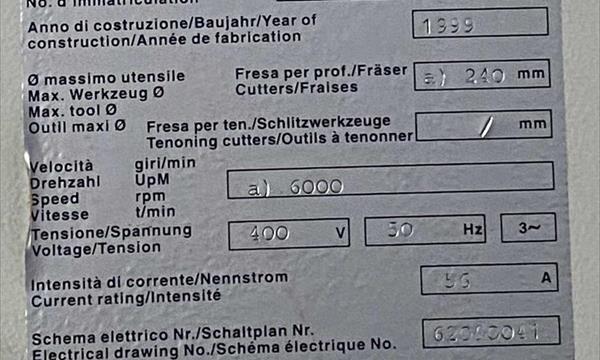 No. d'immatriculation
Anno di costruzione/Baujahr/Year of
construction/Année de fabrication
1999
Ø massimo utensile
Max. Werkzeug Ø
Max. tool Ø
Outil maxi Ø
Fresa per prof./Fräser
Cutters/Fraises
a) 240 mm
Fresa per ten./Schlitzwerkzeuge
Tenoning cutters/Outils à tenonner
/ mm
Velocità giri/min
Drehzahl UpM
Speed rpm
Vitesse t/min
a) 6000
Tensione/Spannung
Voltage/Tension
400 V
50 Hz
3~
Intensità di corrente/Nennstrom
Current rating/Intensité
56 A
Schema elettrico Nr./Schaltplan Nr.
Electrical drawing No./Schéma électrique No.